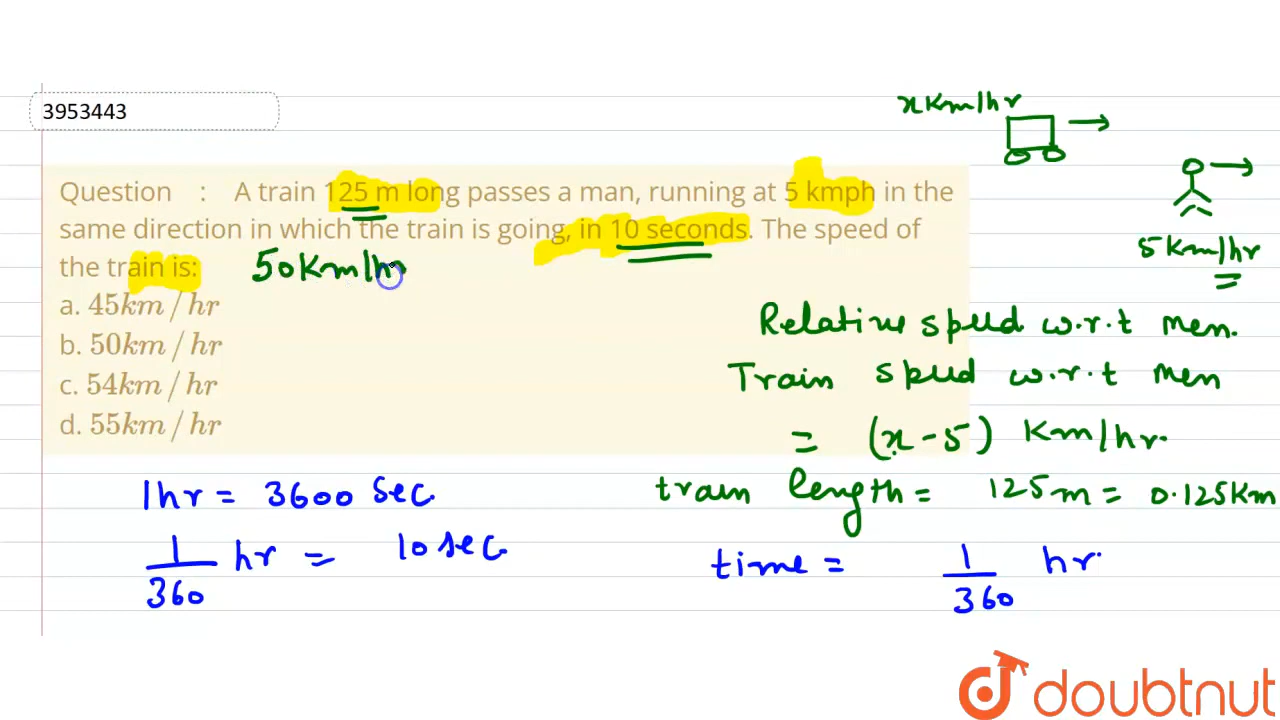 3953443
xKm/hr
Question : A train 125 m long passes a man, running at 5 kmph in the
same direction in which the train is going, in 10 seconds. The speed of
the train is: 50Km/hr
5Km/hr
a. 45km/hr
b. 50km/hr
c. 54km/hr
d. 55km/hr
Relative speed w.r.t men.
Train speed w.r.t men
= (x-5) Km/hr.
train length = 125m = 0.125Km
1hr = 3600 sec.
1/360 hr = 10 sec.
time = 1/360 hr.
doubtnut